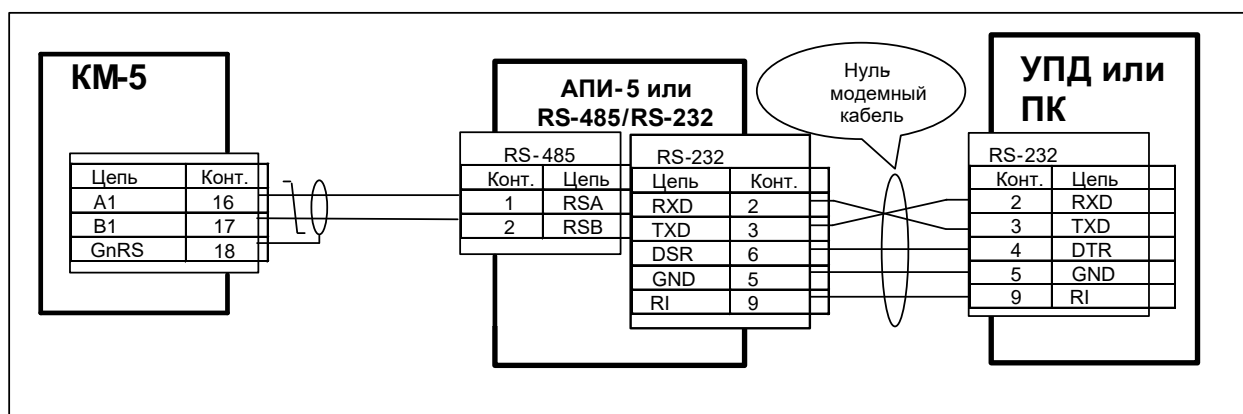 КМ-5
Цепь Конт.
A1 16
B1 17
GnRS 18
АПИ-5 или
RS-485/RS-232
RS-485
Конт. Цепь
1 RSA
2 RSB
RS-232
Цепь Конт.
RXD 2
TXD 3
DSR 6
GND 5
RI 9
Нуль
модемный
кабель
УПД или
ПК
RS-232
Конт. Цепь
2 RXD
3 TXD
4 DTR
5 GND
9 RI